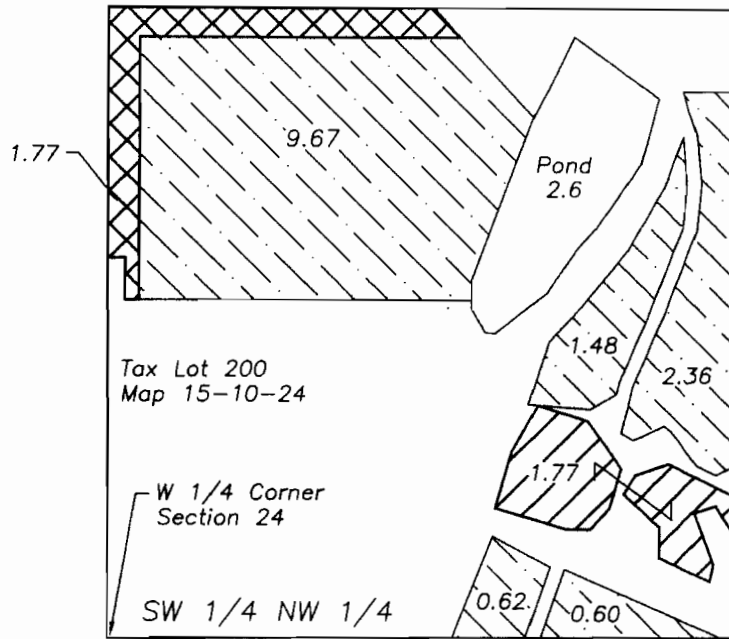 9.67
1.77
Pond
2.6
1.48
Tax Lot 200
Map 15-10-24
2.36
1.77
W 1/4 Corner
Section 24
SW 1/4 NW 1/4
0.62
0.60